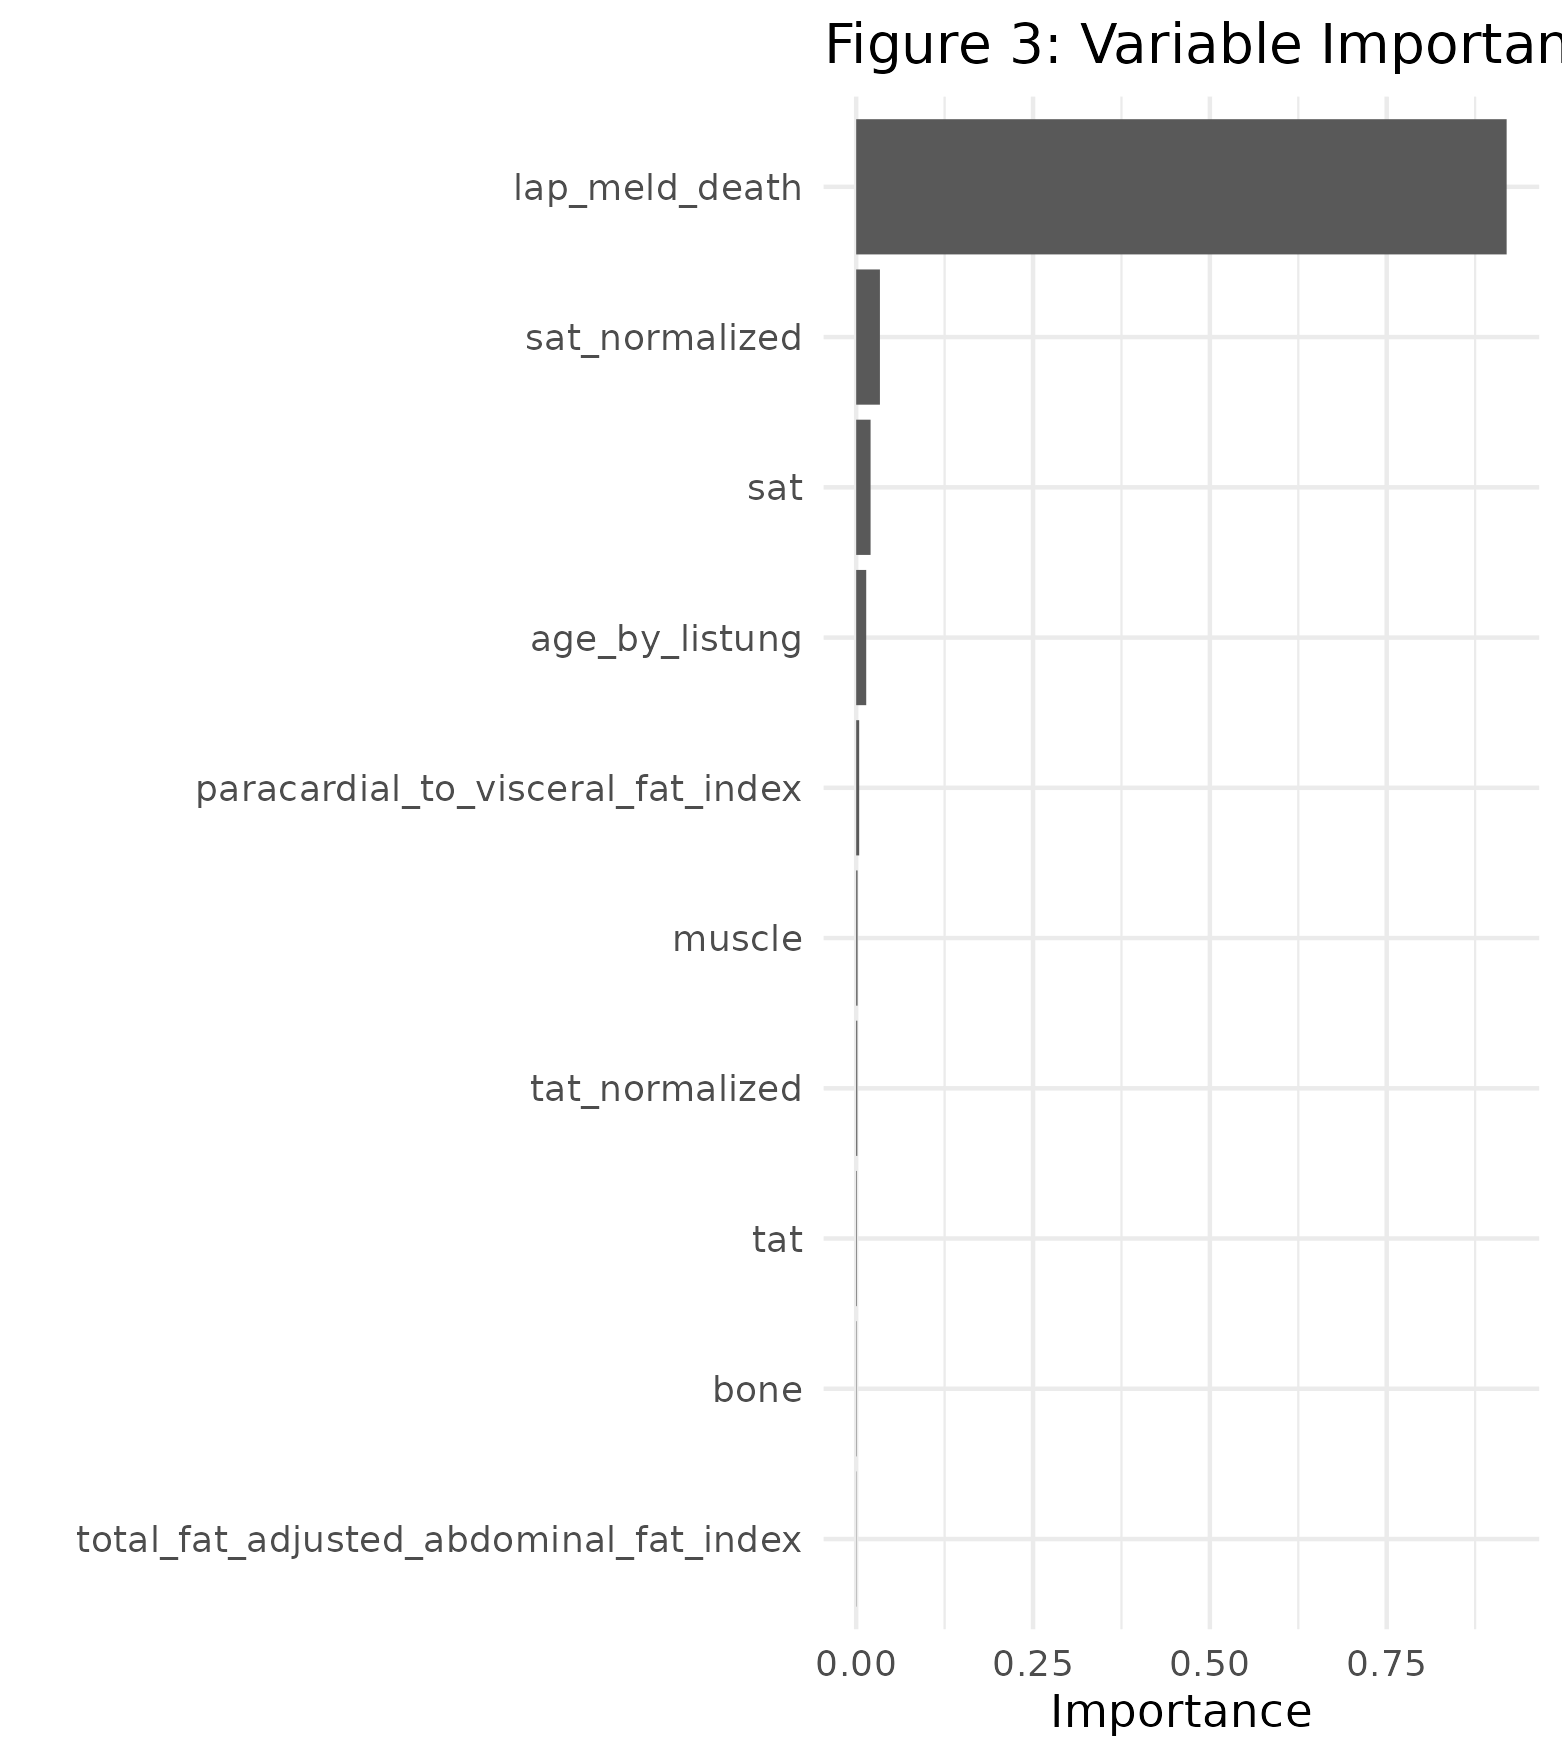 Figure 3: Variable Importan
lap_meld_death
sat_normalized
sat
age_by_listung
paracardial_to_visceral_fat_index
muscle
tat_normalized
tat
bone
total_fat_adjusted_abdominal_fat_index
0.00 0.25 0.50 0.75
Importance